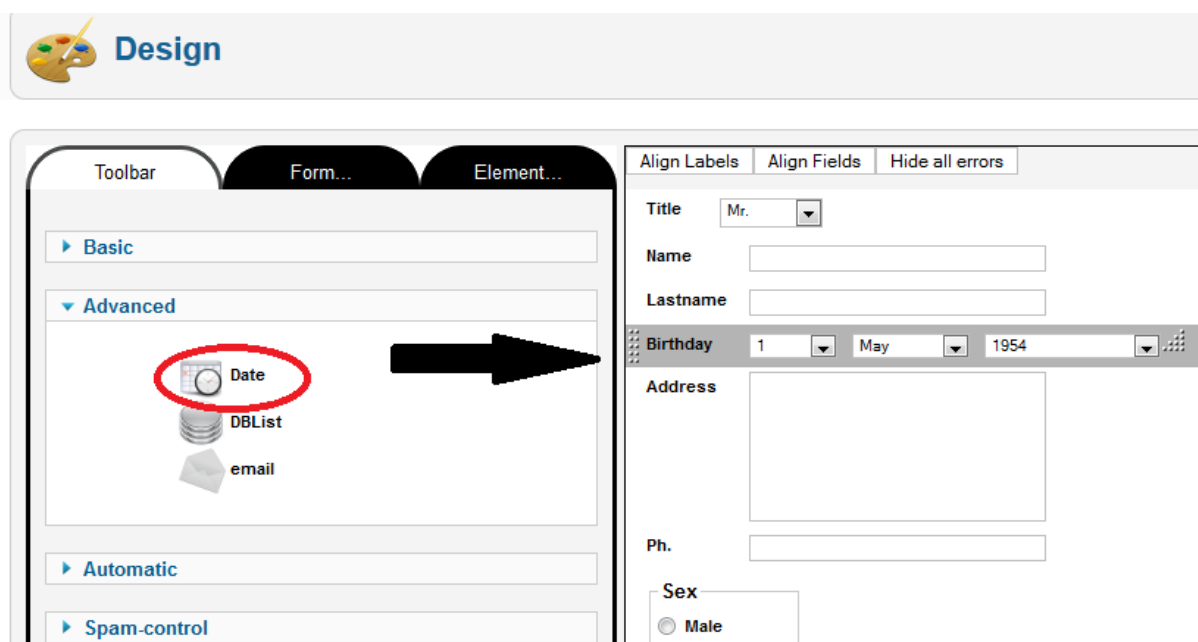 Design
Toolbar Form... Element...
Basic
Advanced
Date
DBList
email
Automatic
Spam-control
Align Labels Align Fields Hide all errors
Title Mr.
Name
Lastname
Birthday 1 May 1954
Address
Ph.
Sex
Male